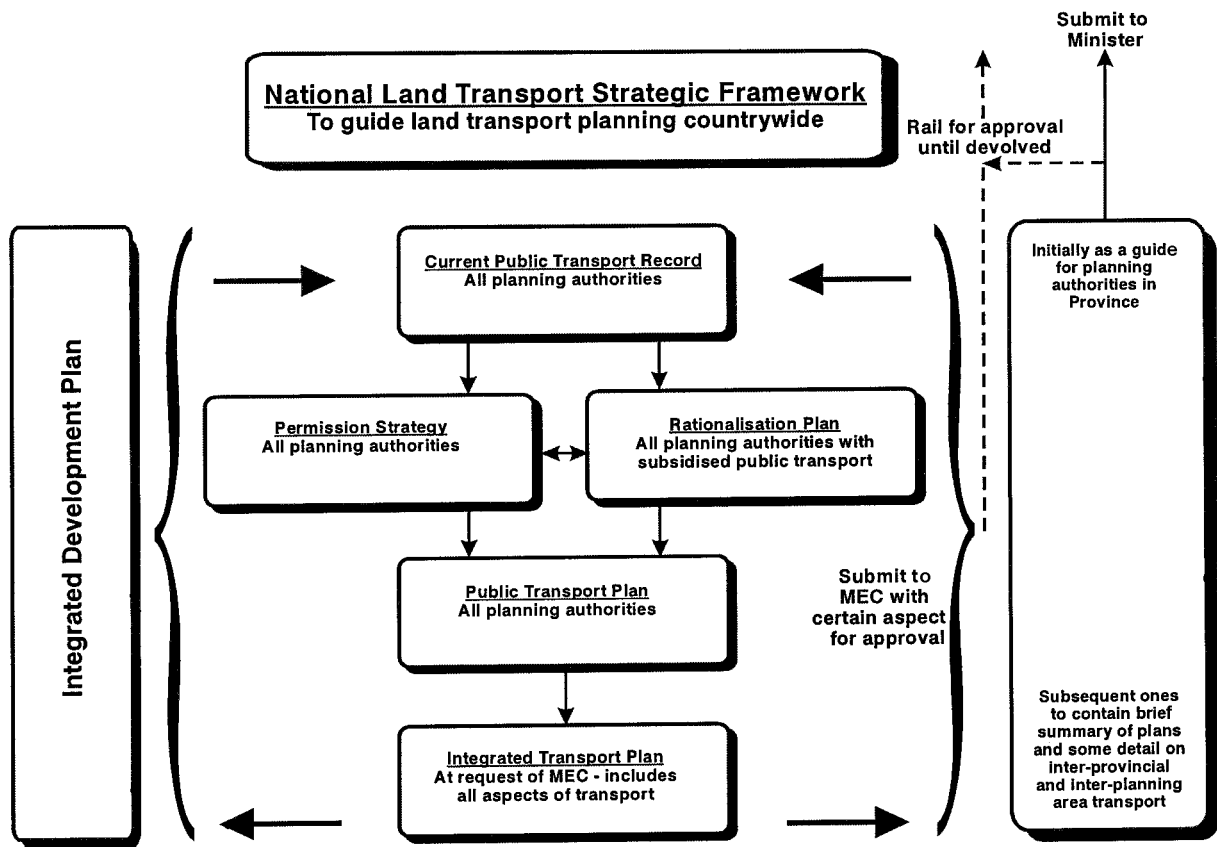 Submit to
Minister
National Land Transport Strategic Framework
To guide land transport planning countrywide
Rail for approval
until devolved
Integrated Development Plan
Current Public Transport Record
All planning authorities
Initially as a guide
for planning
authorities in
Province
Permission Strategy
All planning authorities
Rationalisation Plan
All planning authorities with
subsidised public transport
Public Transport Plan
All planning authorities
Submit to
MEC with
certain aspect
for approval
Integrated Transport Plan
At request of MEC - includes
all aspects of transport
Subsequent ones
to contain brief
summary of plans
and some detail on
inter-provincial
and inter-planning
area transport